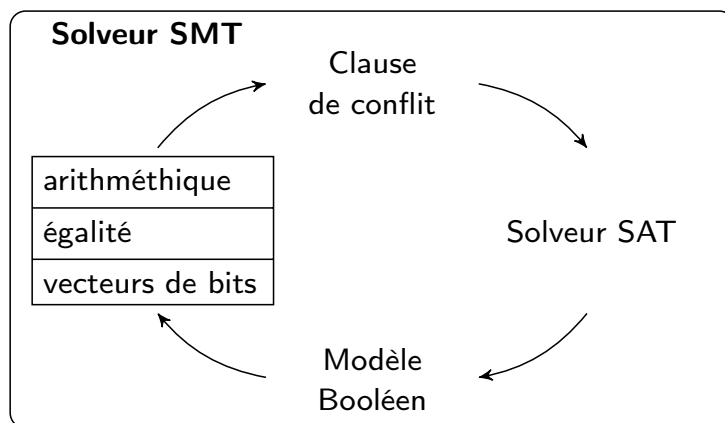 Solveur SMT
Clause
de conflit
arithméthique
égalité
vecteurs de bits
Solveur SAT
Modèle
Booléen